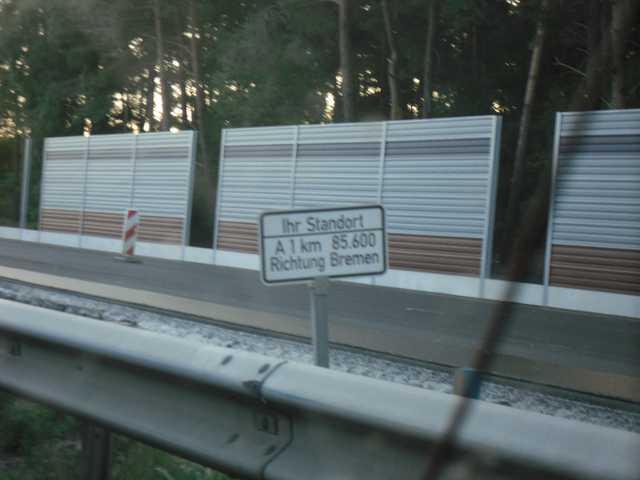 Ihr Standort
A 1 km 85.600
Richtung Bremen